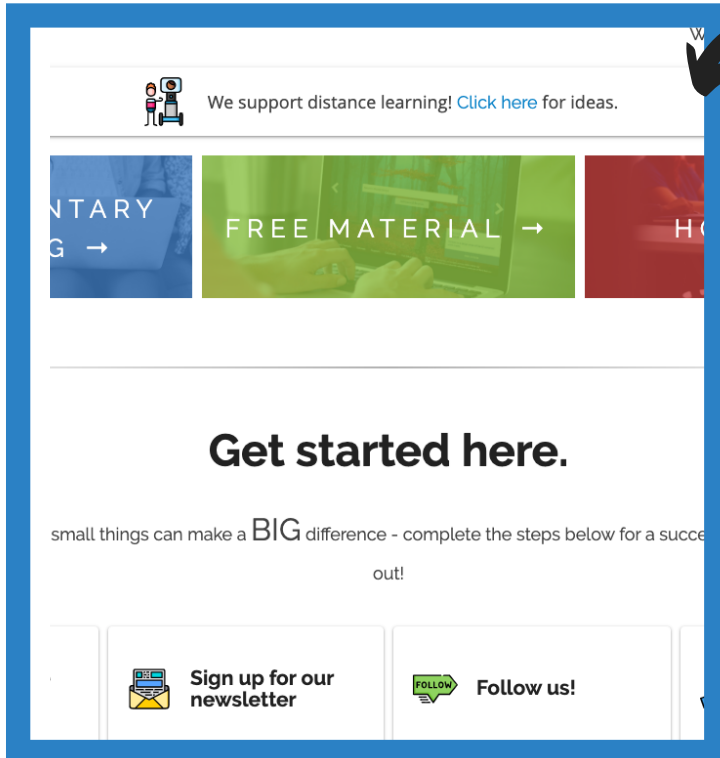 W
We support distance learning! Click here for ideas.
NTARY
G →
FREE MATERIAL →
HO
Get started here.
small things can make a BIG difference - complete the steps below for a succe
out!
Sign up for our
newsletter
FOLLOW
Follow us!